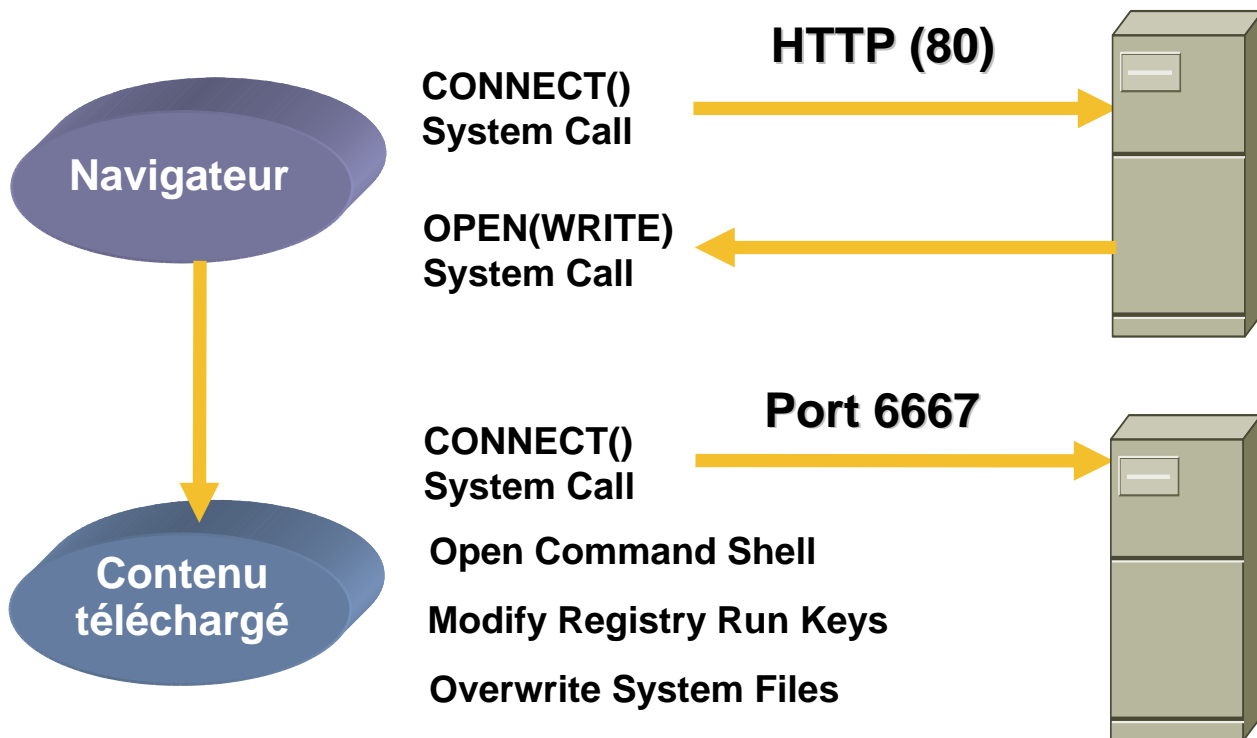 HTTP (80)
CONNECT()
System Call
Navigateur
OPEN(WRITE)
System Call
Port 6667
CONNECT()
System Call
Contenu
téléchargé
Open Command Shell
Modify Registry Run Keys
Overwrite System Files